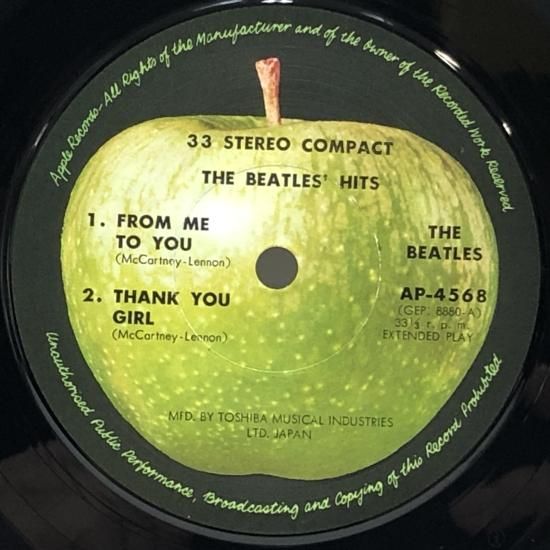 Apple Records-All Rights of the Manufacturer and of the Owner of the Recorded Work Reserved
33 STEREO COMPACT
THE BEATLES' HITS
1. FROM ME
TO YOU
(McCartney-Lennon)
2. THANK YOU
GIRL
(McCartney-Lennon)
THE
BEATLES
AP-4568
(GEP: 8880-A)
33⅓ r. p. m.
EXTENDED PLAY
MFD. BY TOSHIBA MUSICAL INDUSTRIES
LTD. JAPAN
Unauthorised Public Performance, Broadcasting and Copying of this Record Prohibited